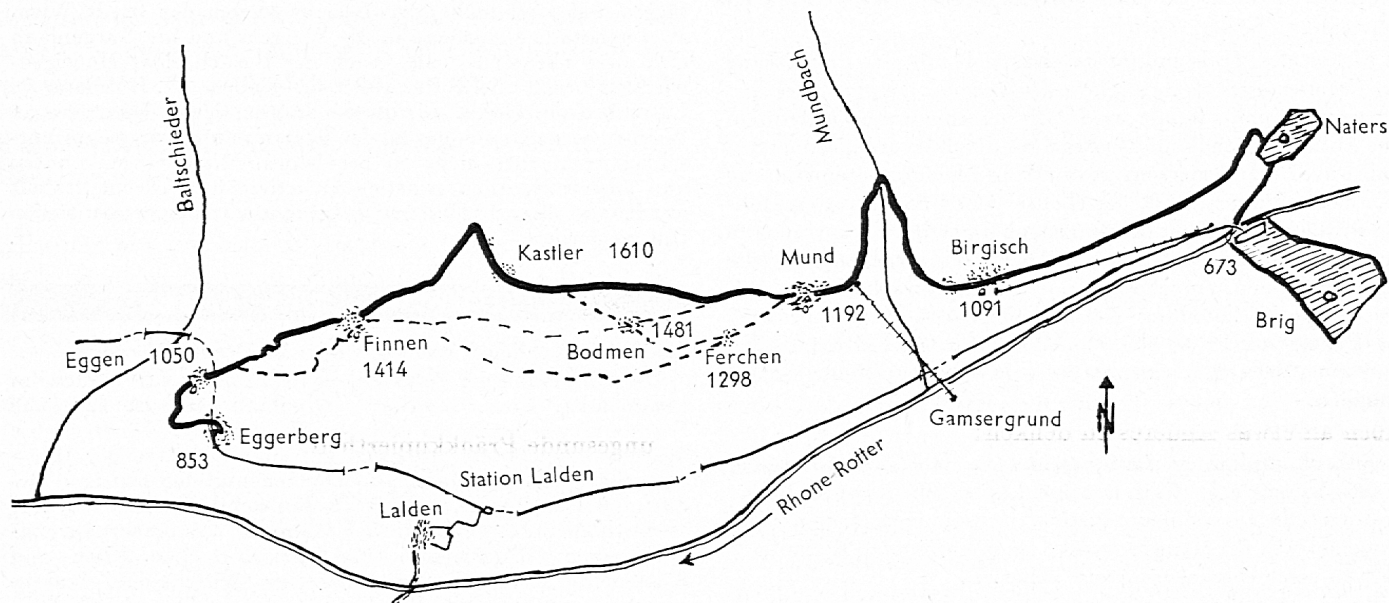 Naters
Mundbach
Baltschieder
Kastler 1610
Mund
Birgisch
673
1192
1091
Brig
Eggen 1050
Finnen
1414
Bodmen
1481
Ferchen
1298
Gamsergrund
N
Eggerberg
853
Station Lalden
Lalden
Rhone-Rotter